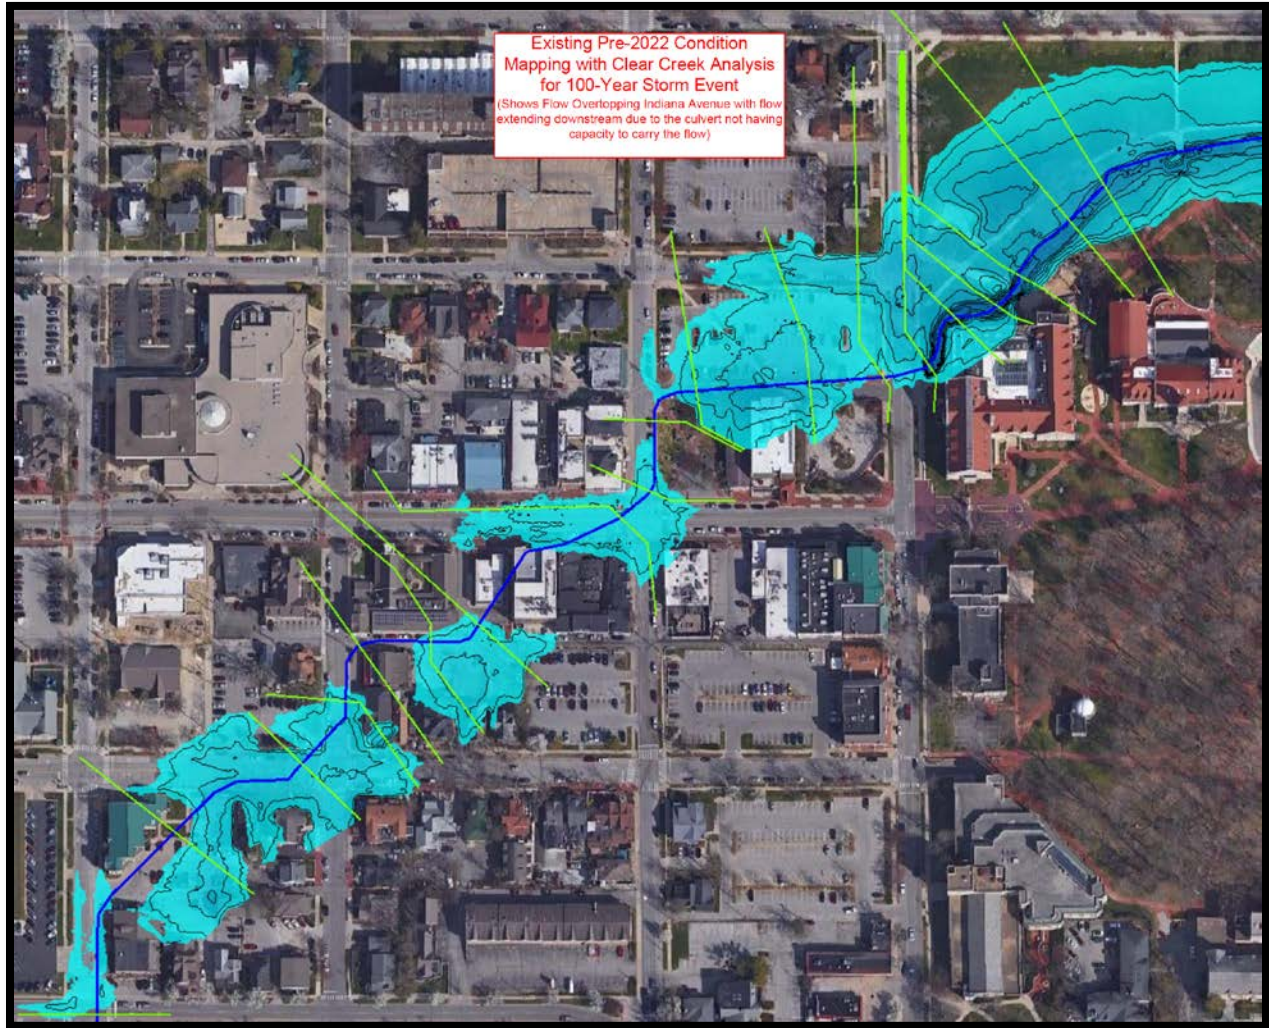 Existing Pre-2022 Condition
Mapping with Clear Creek Analysis
for 100-Year Storm Event
(Shows Flow Overtopping Indiana Avenue with flow
extending downstream due to the culvert not having
capacity to carry the flow)